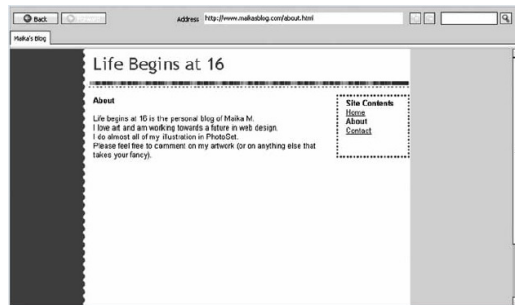 Back
Address http://www.maikasblog.com/about.html
Maika's Blog
Life Begins at 16
About
Life begins at 16 is the personal blog of Maika M.
I love art and am working towards a future in web design.
I do almost all of my illustration in PhotoSet.
Please feel free to comment on my artwork (or on anything else that
takes your fancy).
Site Contents
Home
About
Contact